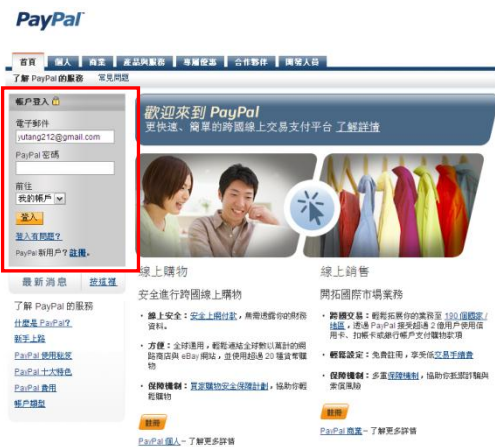 PayPal
首頁 個人 商業 產品與服務 專屬優惠 合作夥伴 開發人員
了解 PayPal 的服務 常見問題
帳戶登入
電子郵件
yutang212@gmail.com
PayPal 密碼
前往
我的帳戶
登入
登入有問題?
PayPal 新用戶? 註冊。
最新消息 按這裡
了解 PayPal 的服務
什麼是 PayPal?
新手上路
PayPal 使用秘笈
PayPal 十大特色
PayPal 費用
帳戶類型
歡迎來到 PayPal
更快速、簡單的跨國線上交易支付平台 了解詳情
線上購物
安全進行跨國線上購物
· 線上安全:安全上網付款,無需透露你的財務
資料。
· 方便:全球運用,輕鬆通結全球數以萬計的網
路商店與 eBay 網站,並使用超過 20 種貨幣購
物
· 保障機制:買家購物安全保障計劃,協助你輕
鬆購物
註冊
PayPal 個人 - 了解更多詳情
線上銷售
開拓國際市場業務
· 跨國交易:輕鬆拓展你的業務至 190 個國家 /
地區,透過 PayPal 接受超過 2 億用戶使用信
用卡、扣帳卡或銀行帳戶支付購物款項
· 輕鬆設定:免費註冊,享受低交易手續費
· 保障機制:多重保障機制,協助你抵禦詐騙與
索償風險
註冊
PayPal 商業 - 了解更多詳情